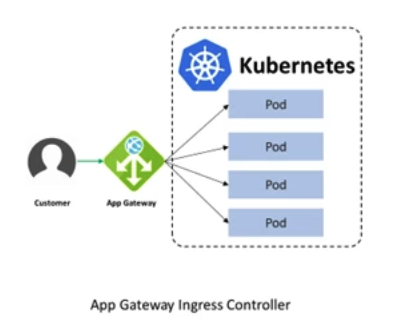 Kubernetes
Pod
Pod
Pod
Pod
Customer
App Gateway
App Gateway Ingress Controller